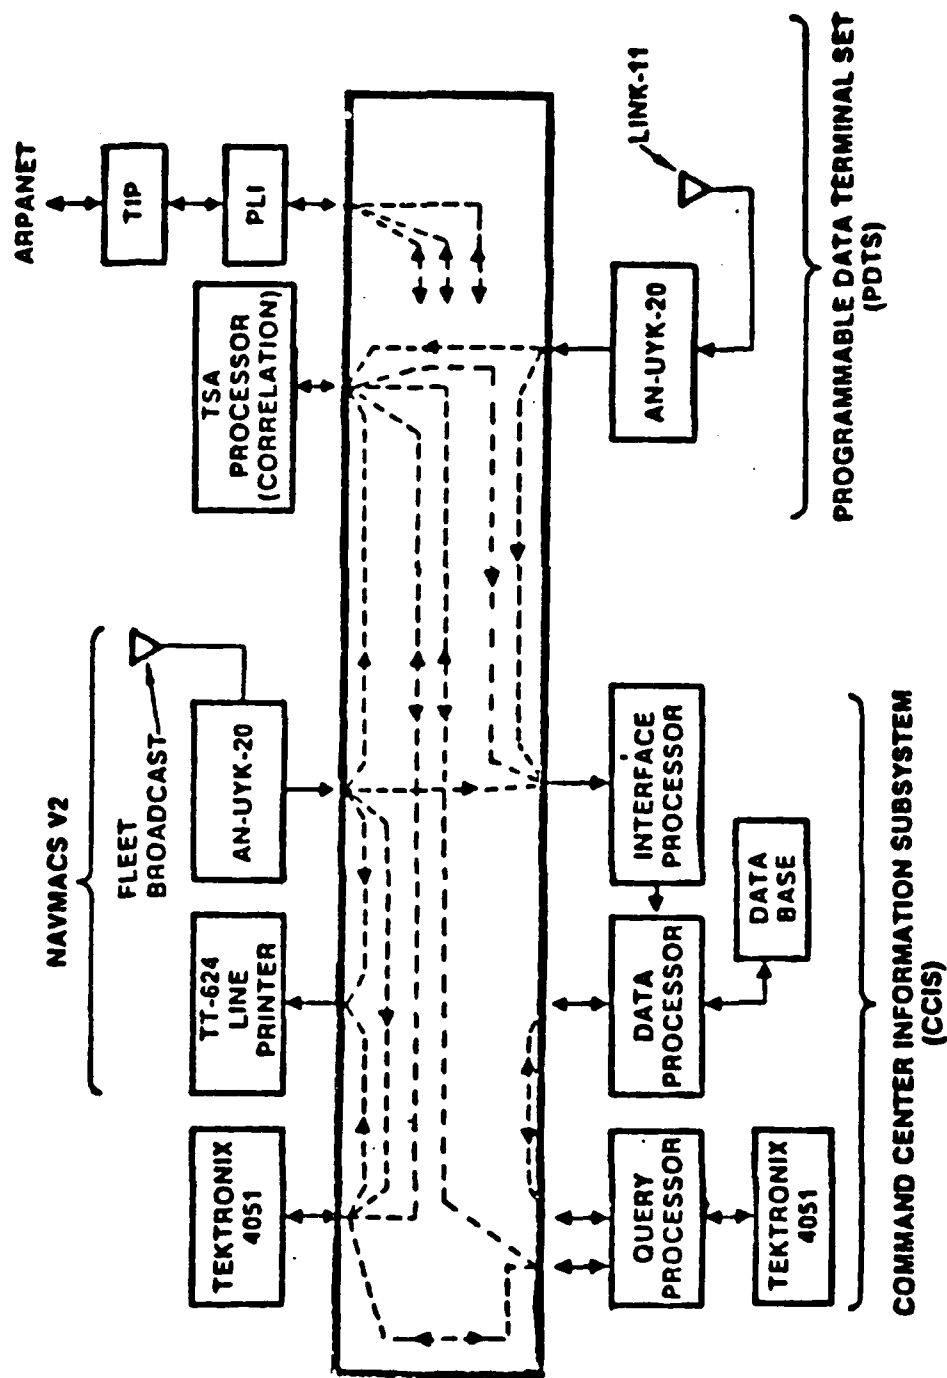 NAVMACS V2
ARPANET
FLEET
BROADCAST
TIP
TEKTRONIX
4051
TT-624
LINE
PRINTER
AN-UYK-20
TSA
PROCESSOR
(CORRELATION)
PLI
QUERY
PROCESSOR
DATA
PROCESSOR
INTERFACE
PROCESSOR
AN-UYK-20
LINK-11
TEKTRONIX
4051
DATA
BASE
COMMAND CENTER INFORMATION SUBSYSTEM
(CCIS)
PROGRAMMABLE DATA TERMINAL SET
(PDTS)